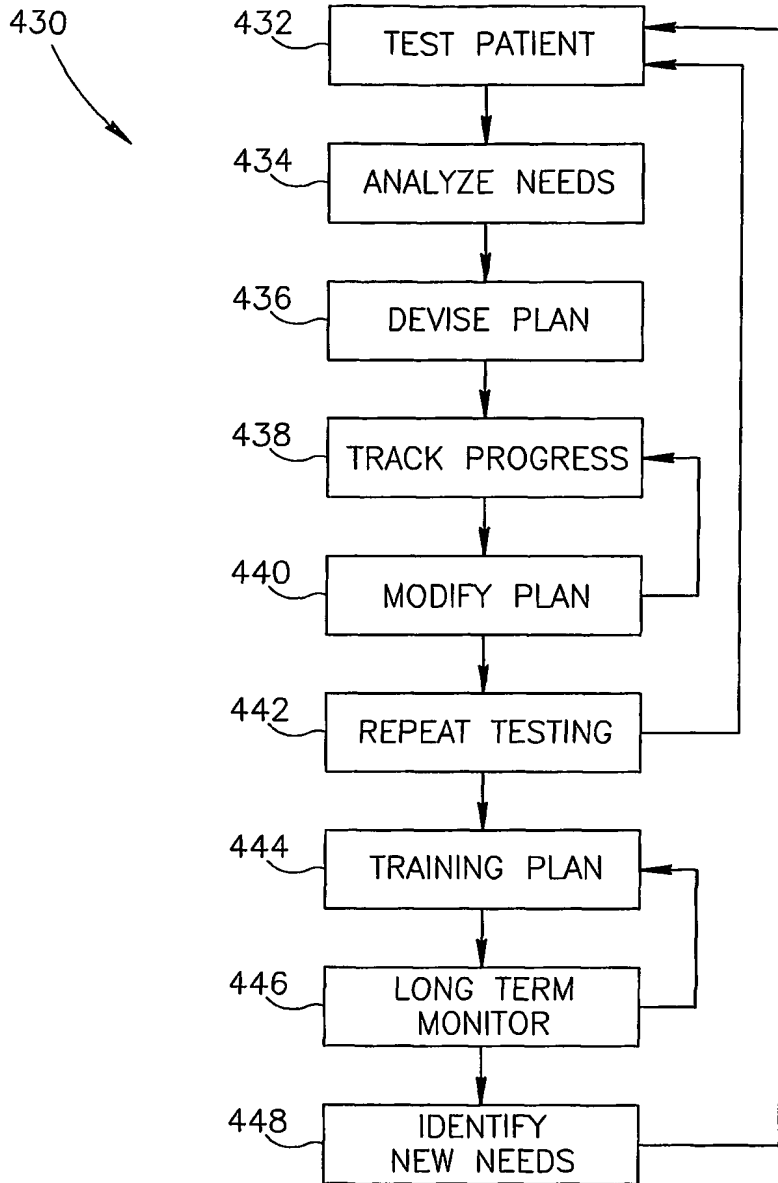 430
432 TEST PATIENT
434 ANALYZE NEEDS
436 DEVISE PLAN
438 TRACK PROGRESS
440 MODIFY PLAN
442 REPEAT TESTING
444 TRAINING PLAN
446 LONG TERM
MONITOR
448 IDENTIFY
NEW NEEDS